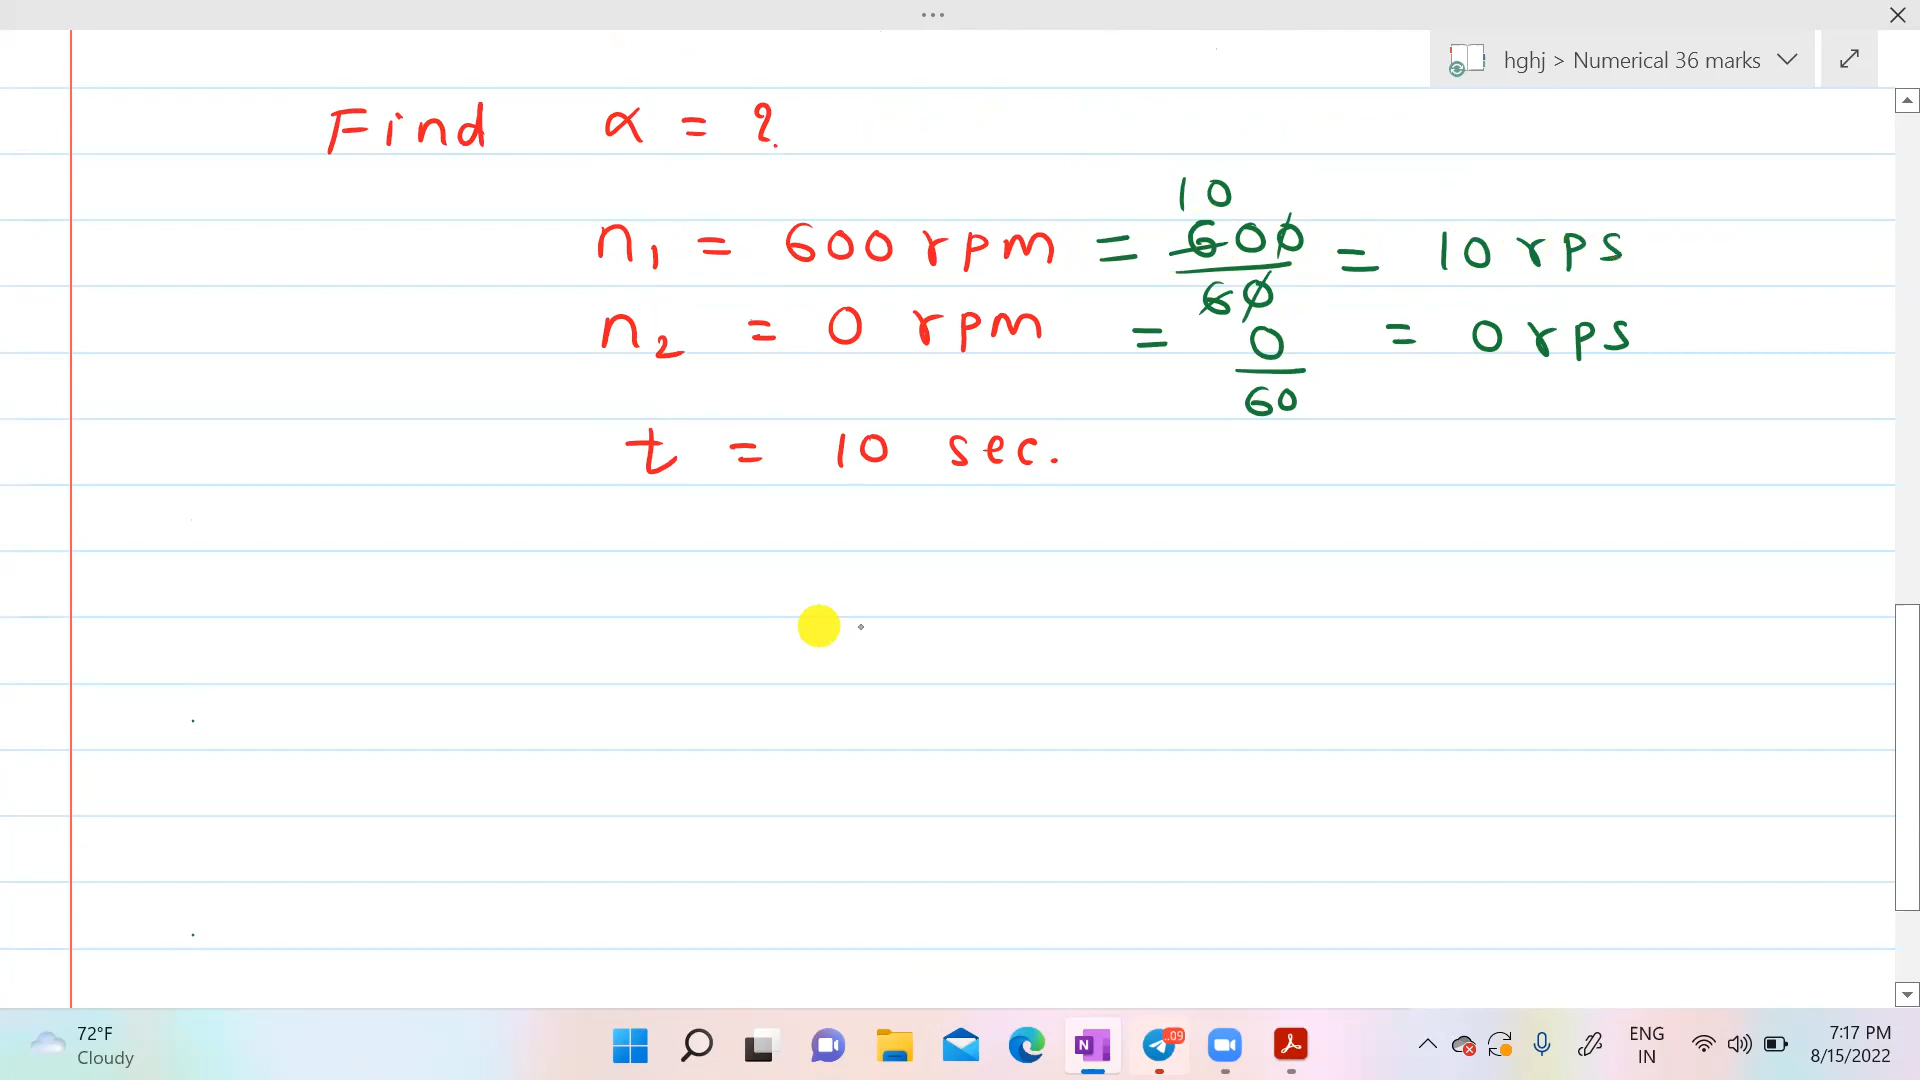 hghj > Numerical 36 marks
Find α = ?
n₁ = 600 rpm = 600/60 = 10 rps
10
n₂ = 0 rpm = 0/60 = 0 rps
t = 10 sec.
72°F
Cloudy
..09
ENG
IN
7:17 PM
8/15/2022